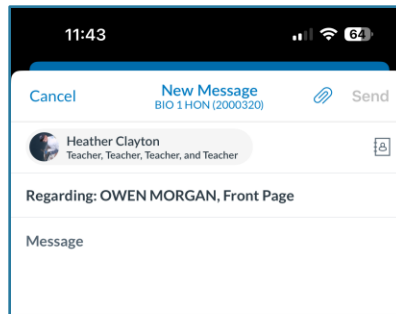 11:43
64
Cancel
New Message
Send
BIO 1 HON (2000320)
Heather Clayton
Teacher, Teacher, Teacher, and Teacher
Regarding: OWEN MORGAN, Front Page
Message